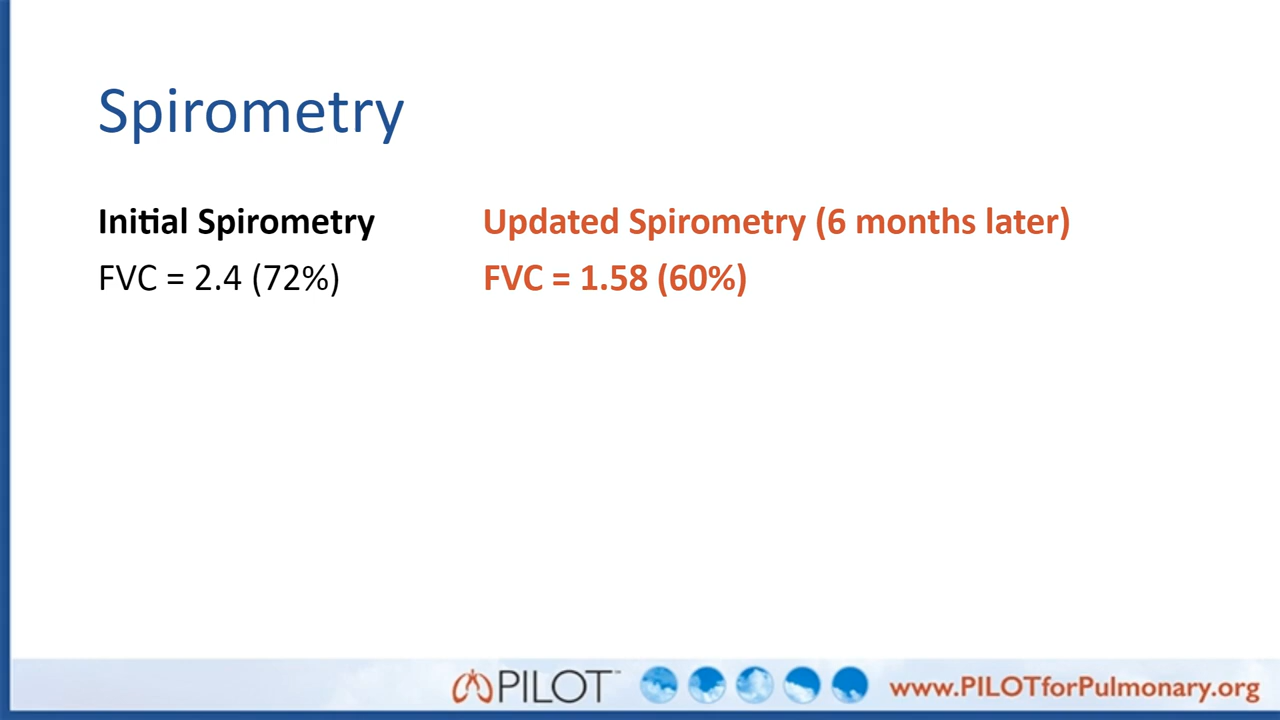 Spirometry
Initial Spirometry
FVC = 2.4 (72%)
Updated Spirometry (6 months later)
FVC = 1.58 (60%)
PILOT™
www.PILOTforPulmonary.org